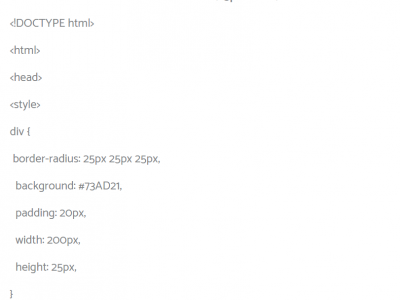 <!DOCTYPE html>
<html>
<head>
<style>
div {
border-radius: 25px 25px 25px,
background: #73AD21,
padding: 20px,
width: 200px,
height: 25px,
}